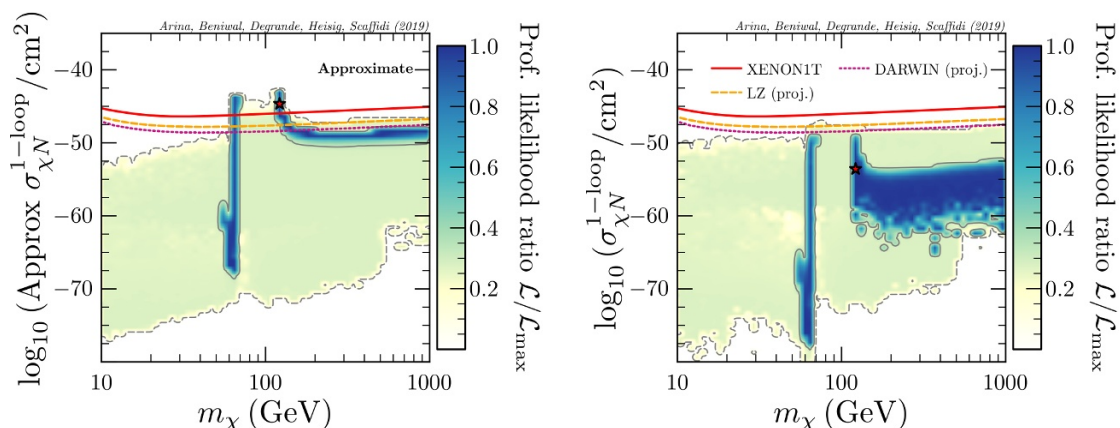 Arina, Beniwal, Degrande, Heisig, Scaffidi (2019)
Approximate
log10 (Approx σ_{χN}^{1−loop}/cm²)
−40
−50
−60
−70
10
100
1000
mχ (GeV)
1.0
0.8
0.6
0.4
0.2
Prof. likelihood ratio ℒ/ℒmax
Arina, Beniwal, Degrande, Heisig, Scaffidi (2019)
XENON1T
LZ (proj.)
DARWIN (proj.)
log10 (σ_{χN}^{1−loop}/cm²)
−40
−50
−60
−70
10
100
1000
mχ (GeV)
1.0
0.8
0.6
0.4
0.2
Prof. likelihood ratio ℒ/ℒmax